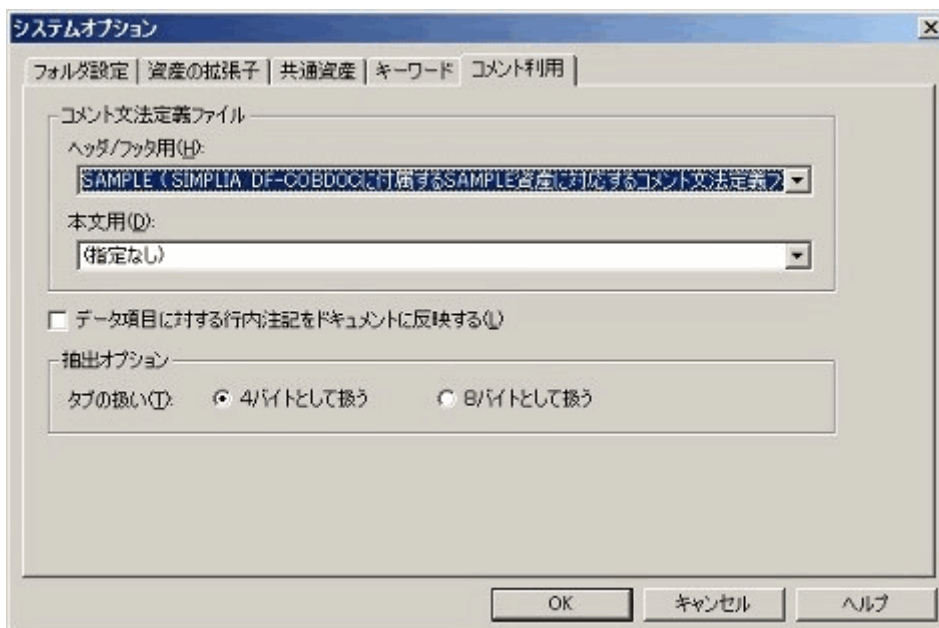 システムオプション
フォルダ設定 資産の拡張子 共通資産 キーワード コメント利用
コメント文法定義ファイル
ヘッダ/フッタ用(H):
SAMPLE ( SIMPLIA DF-COBDOCに付属するSAMPLE資産に対応するコメント文法定義フ
本文用(D):
(指定なし)
データ項目に対する行内注記をドキュメントに反映する(L)
抽出オプション
タブの扱い(T): 4バイトとして扱う 8バイトとして扱う
OK キャンセル ヘルプ